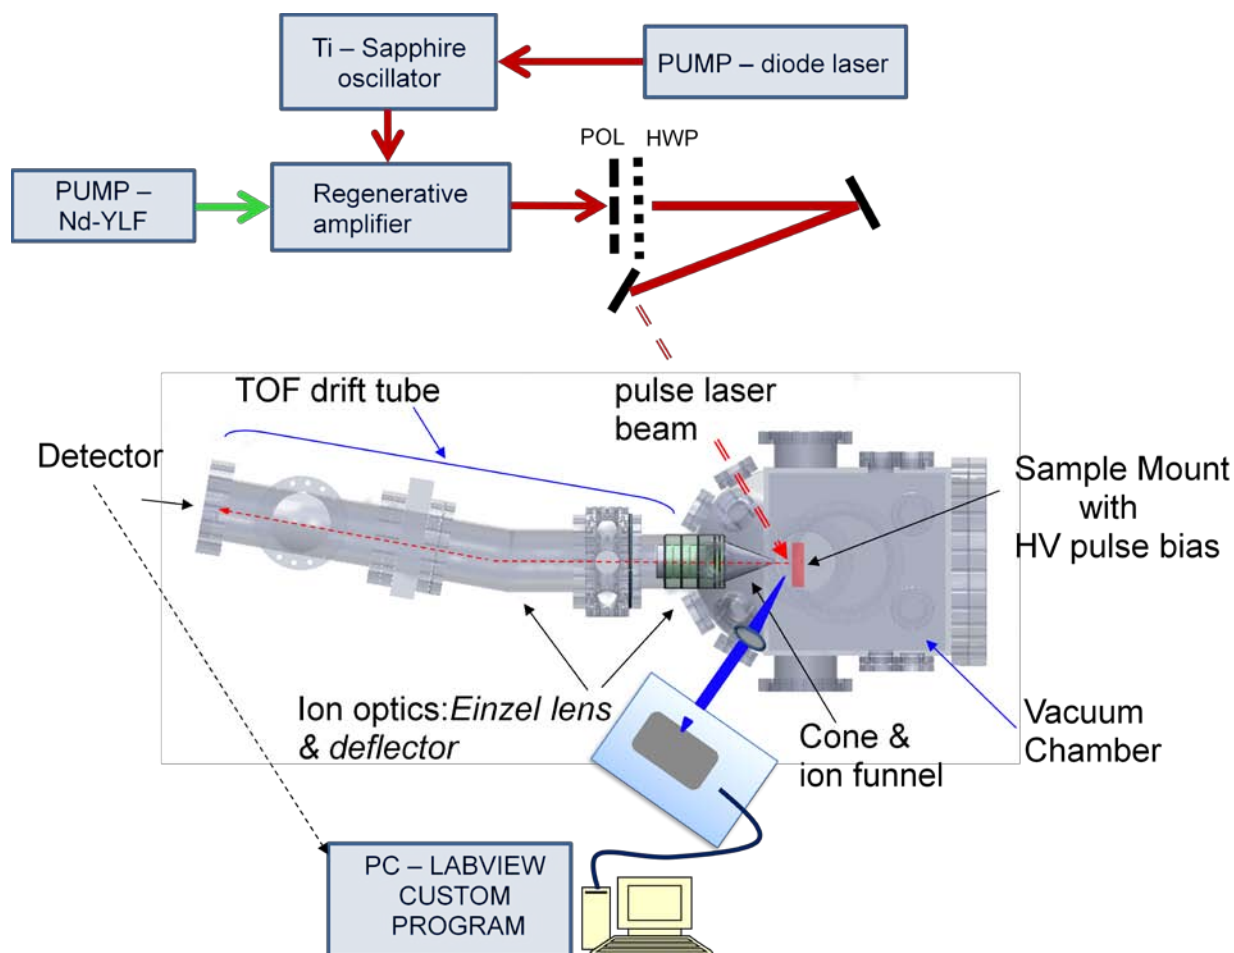 Ti – Sapphire
oscillator
PUMP – diode laser
POL
HWP
PUMP –
Nd-YLF
Regenerative
amplifier
TOF drift tube
pulse laser
beam
Detector
Sample Mount
with
HV pulse bias
Ion optics:Einzel lens
& deflector
Cone &
ion funnel
Vacuum
Chamber
PC – LABVIEW
CUSTOM
PROGRAM